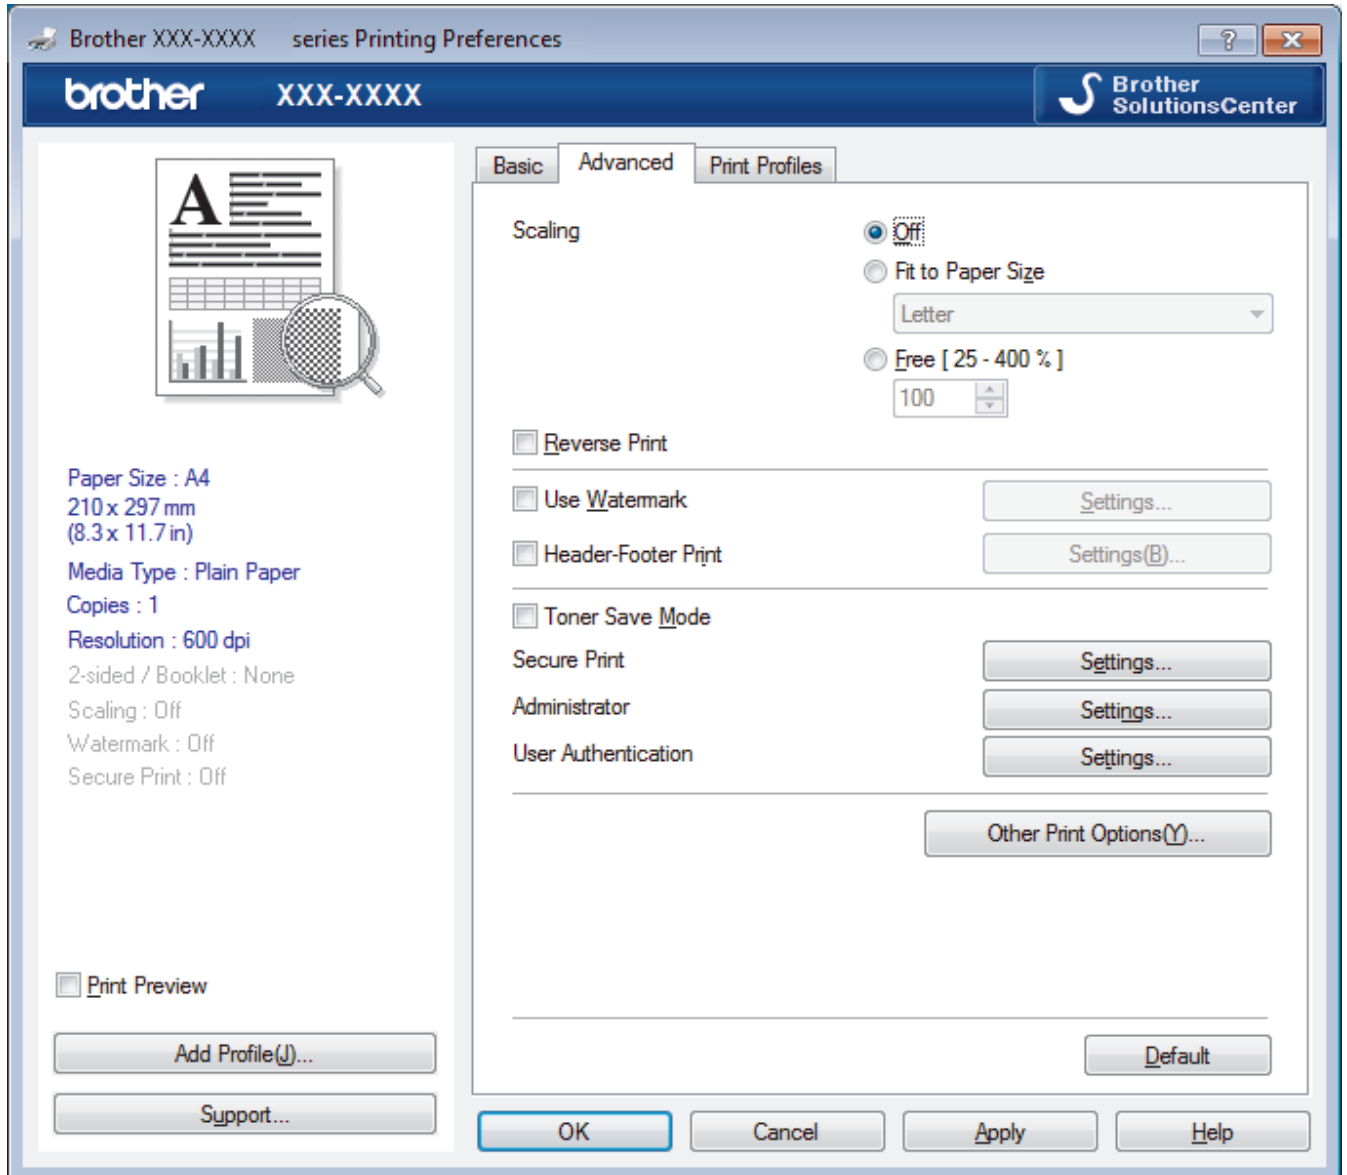 Brother XXX-XXXX series Printing Preferences
?
brother XXX-XXXX
Brother
SolutionsCenter
A
Paper Size : A4
210 x 297 mm
(8.3 x 11.7 in)
Media Type : Plain Paper
Copies : 1
Resolution : 600 dpi
2-sided / Booklet : None
Scaling : Off
Watermark : Off
Secure Print : Off
Print Preview
Add Profile(J)...
Support...
Basic Advanced Print Profiles
Scaling Off
Fit to Paper Size
Letter
Free [ 25 - 400 % ]
100
Reverse Print
Use Watermark Settings...
Header-Footer Print Settings(B)...
Toner Save Mode
Secure Print Settings...
Administrator Settings...
User Authentication Settings...
Other Print Options(Y)...
Default
OK Cancel Apply Help